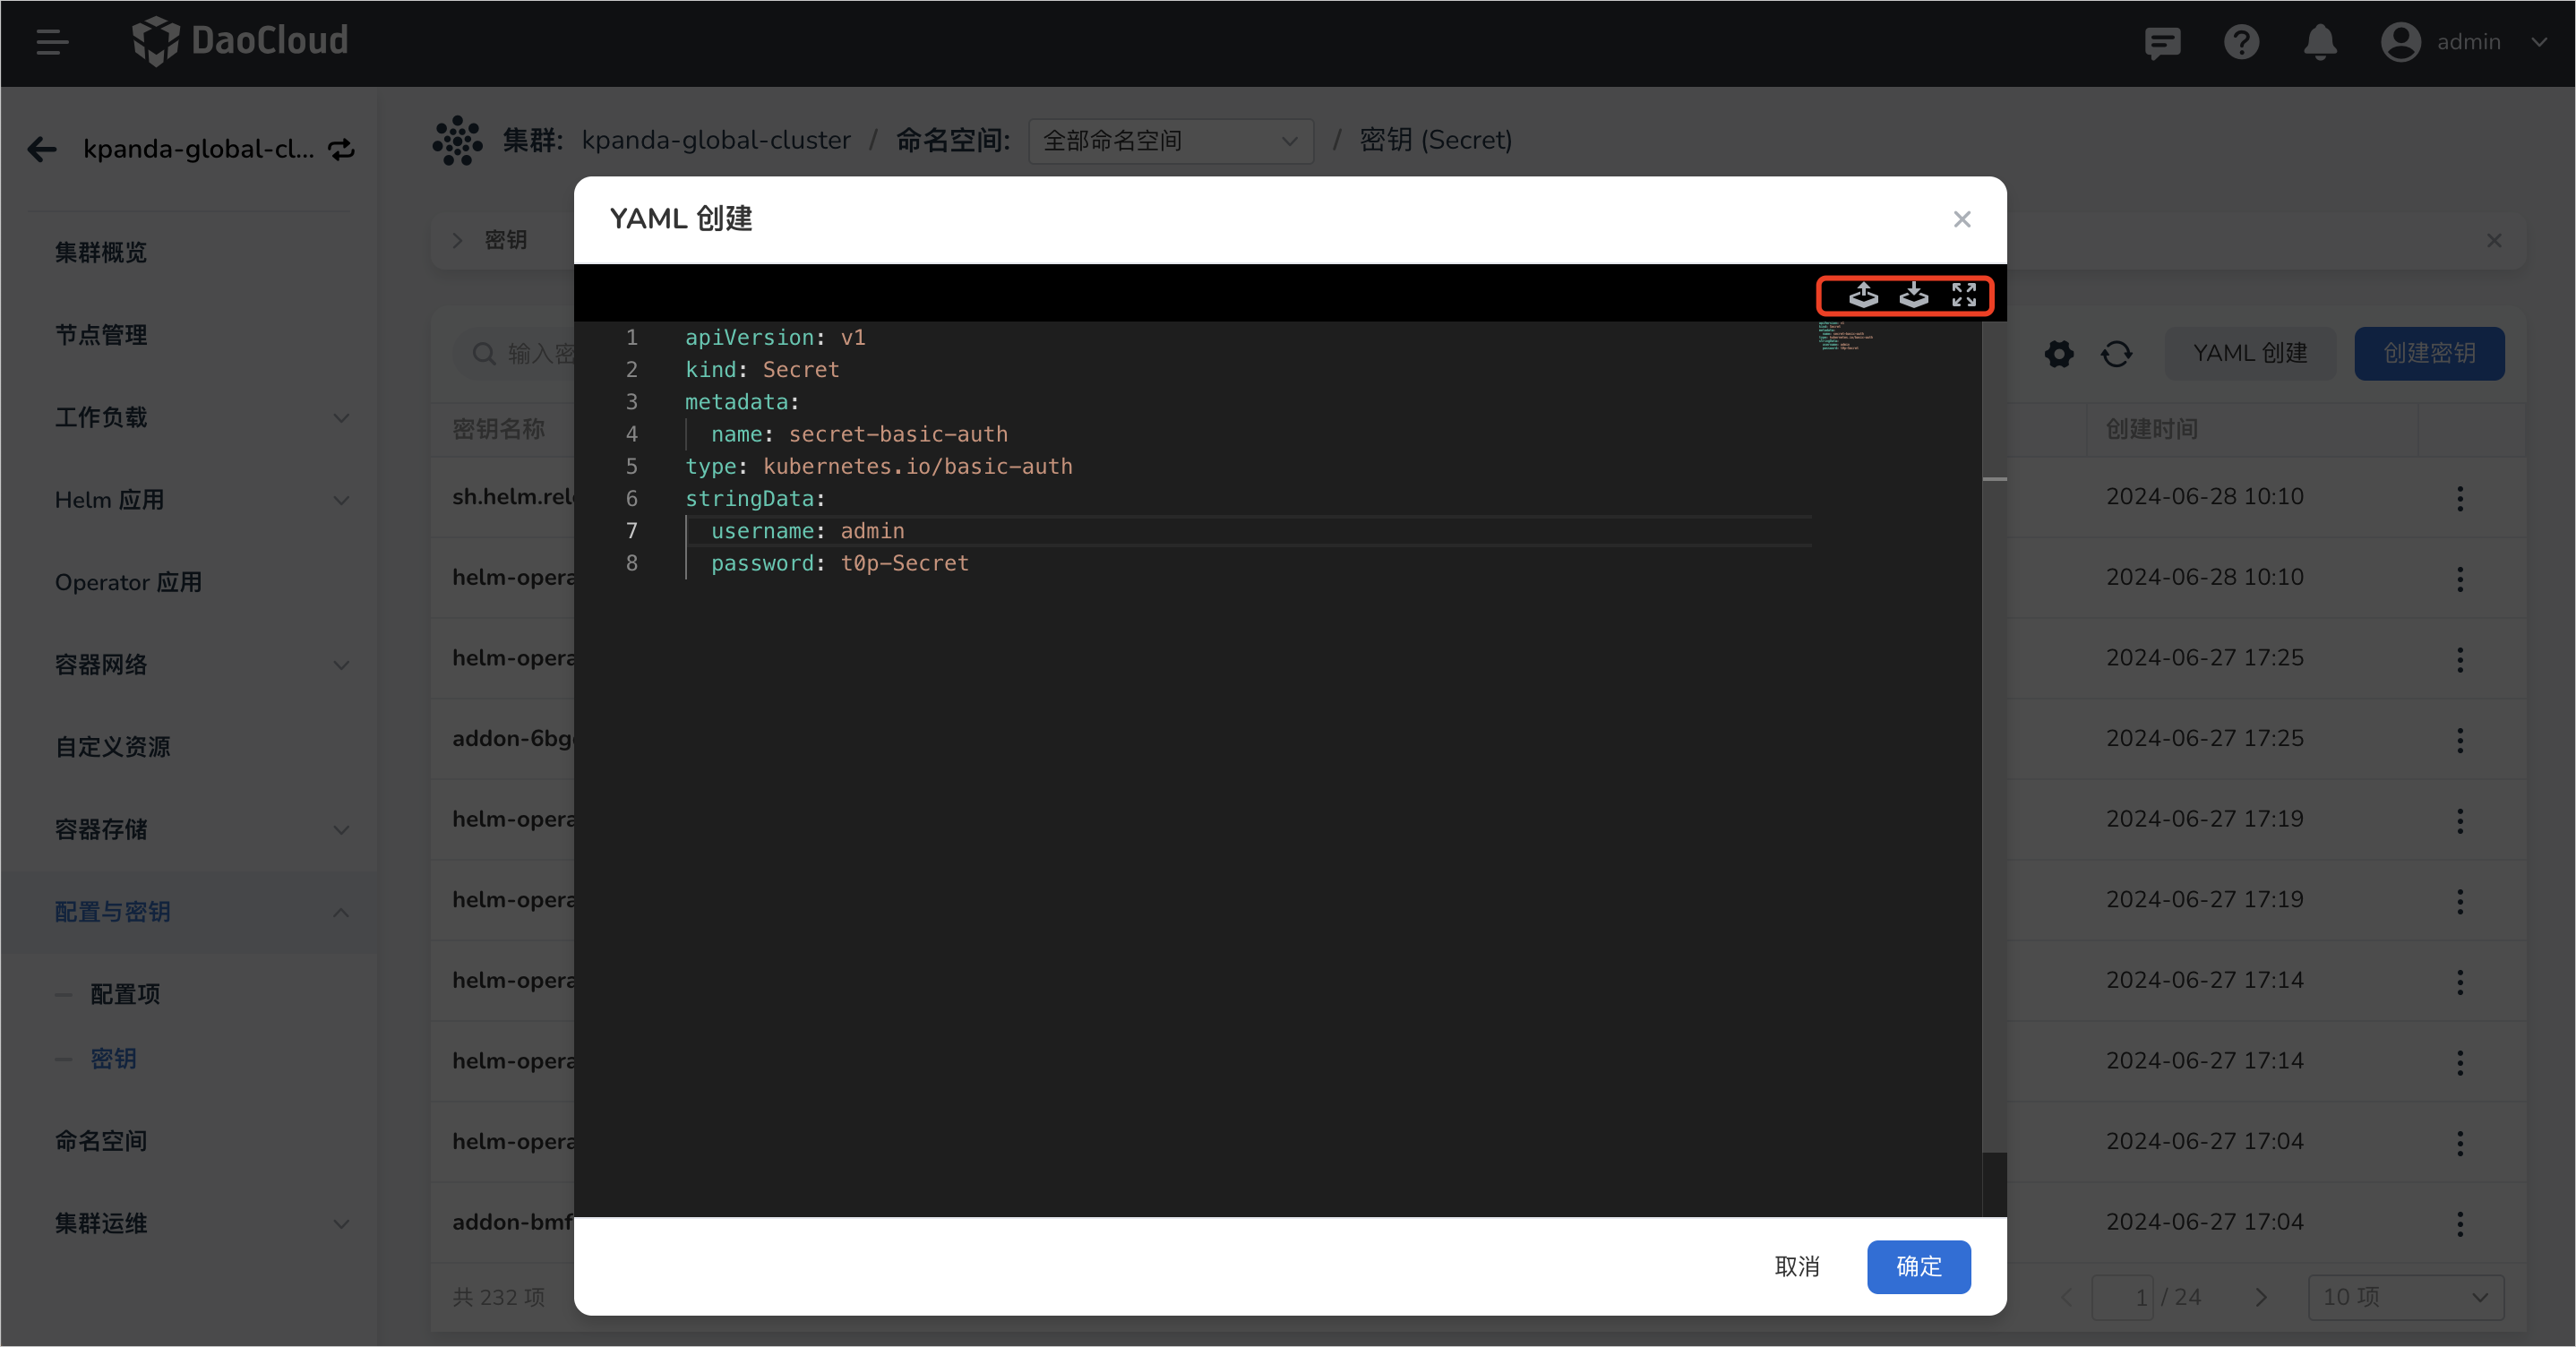 DaoCloud
admin
kpanda-global-cl...
集群: kpanda-global-cluster / 命名空间: 全部命名空间 / 密钥 (Secret)
集群概览
节点管理
工作负载
Helm 应用
Operator 应用
容器网络
自定义资源
容器存储
配置与密钥
配置项
密钥
命名空间
集群运维
密钥
输入密
YAML 创建
创建密钥
密钥名称
创建时间
sh.helm.rel
2024-06-28 10:10
helm-opera
2024-06-28 10:10
helm-opera
2024-06-27 17:25
addon-6bg
2024-06-27 17:25
helm-opera
2024-06-27 17:19
helm-opera
2024-06-27 17:19
helm-opera
2024-06-27 17:14
helm-opera
2024-06-27 17:14
helm-opera
2024-06-27 17:04
addon-bmf
2024-06-27 17:04
共 232 项
1 / 24
10 项
YAML 创建
1 apiVersion: v1
2 kind: Secret
3 metadata:
4 name: secret-basic-auth
5 type: kubernetes.io/basic-auth
6 stringData:
7 username: admin
8 password: t0p-Secret
取消
确定